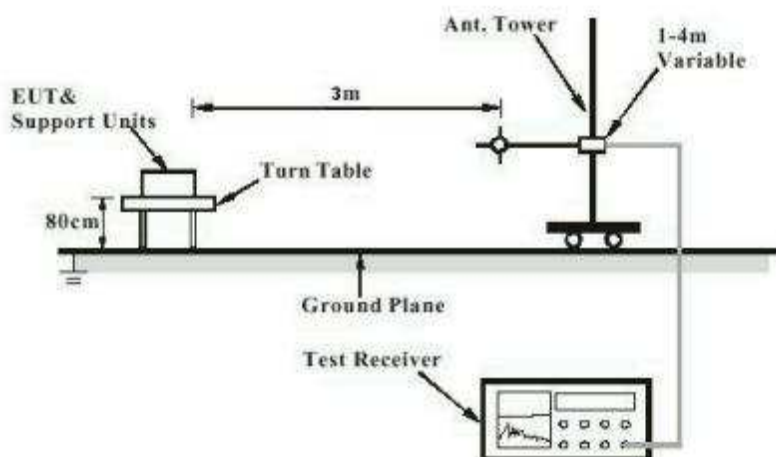 Ant. Tower
1-4m
Variable
3m
EUT&
Support Units
Turn Table
80cm
Ground Plane
Test Receiver